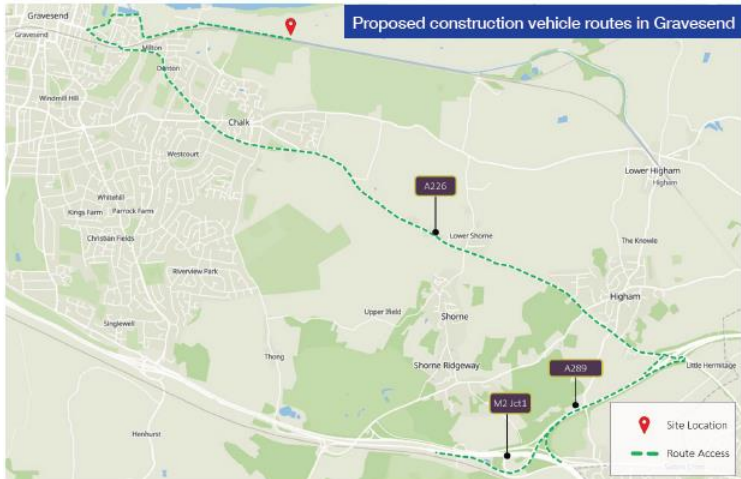 Proposed construction vehicle routes in Gravesend
Gravesend
Gravesend
Milton
Denton
Windmill Hill
Chalk
Westcourt
Whitehill
Kings Farm
Parrock Farm
Christian Fields
Riverview Park
Singlewell
Thong
Henhurst
A226
Lower Shorne
Lower Higham
Higham
The Knowle
Higham
Upper Ifield
Shorne
Shorne Ridgeway
A289
Little Hermitage
M2 Jct1
Site Location
Route Access